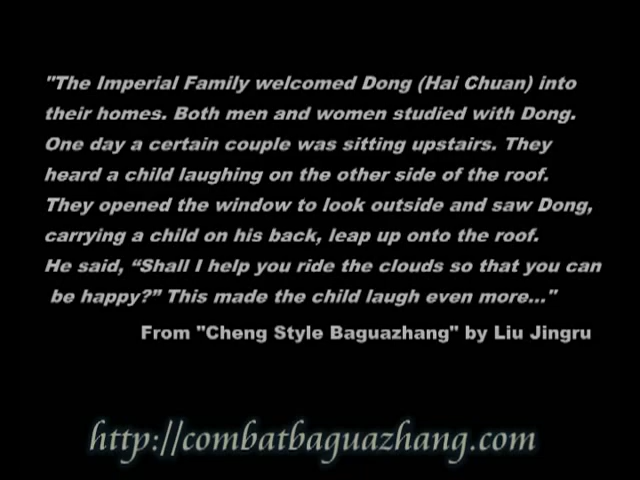 "The Imperial Family welcomed Dong (Hai Chuan) into
their homes. Both men and women studied with Dong.
One day a certain couple was sitting upstairs. They
heard a child laughing on the other side of the roof.
They opened the window to look outside and saw Dong,
carrying a child on his back, leap up onto the roof.
He said, “Shall I help you ride the clouds so that you can
be happy?” This made the child laugh even more..."
From "Cheng Style Baguazhang" by Liu Jingru
http://combatbaguazhang.com